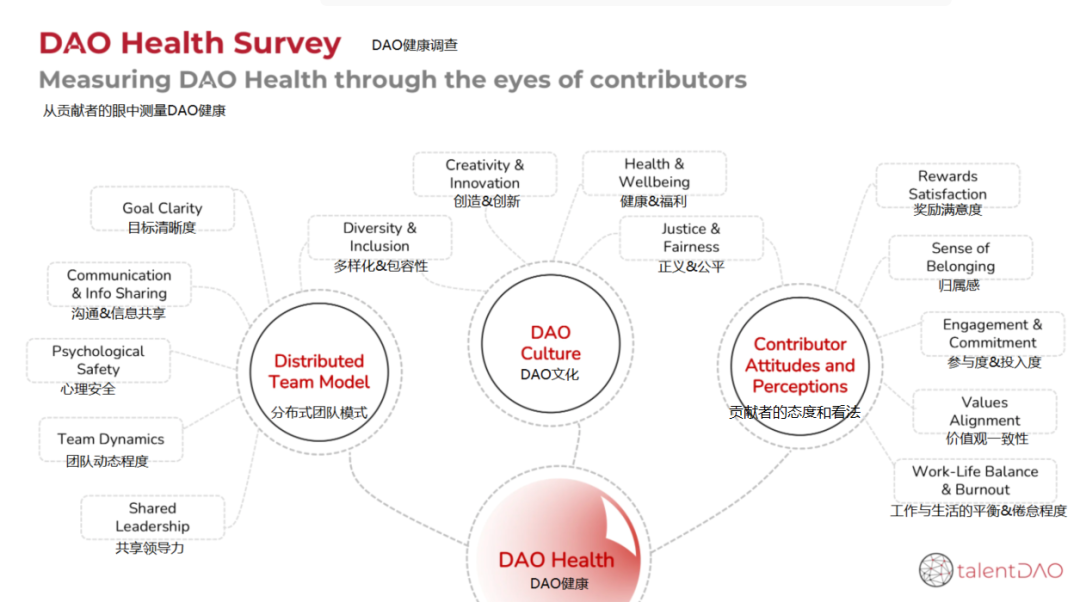 DAO Health Survey
DAO健康调查
Measuring DAO Health through the eyes of contributors
从贡献者的眼中测量DAO健康
Goal Clarity
目标清晰度
Communication
& Info Sharing
沟通&信息共享
Psychological
Safety
心理安全
Team Dynamics
团队动态程度
Shared
Leadership
共享领导力
Distributed
Team Model
分布式团队模式
Diversity &
Inclusion
多样化&包容性
Creativity &
Innovation
创造&创新
Health &
Wellbeing
健康&福利
Justice &
Fairness
正义&公平
DAO
Culture
DAO文化
Contributor
Attitudes and
Perceptions
贡献者的态度和看法
Rewards
Satisfaction
奖励满意度
Sense of
Belonging
归属感
Engagement &
Commitment
参与度&投入度
Values
Alignment
价值观一致性
Work-Life Balance
& Burnout
工作与生活的平衡&倦怠程度
DAO Health
DAO健康
talentDAO